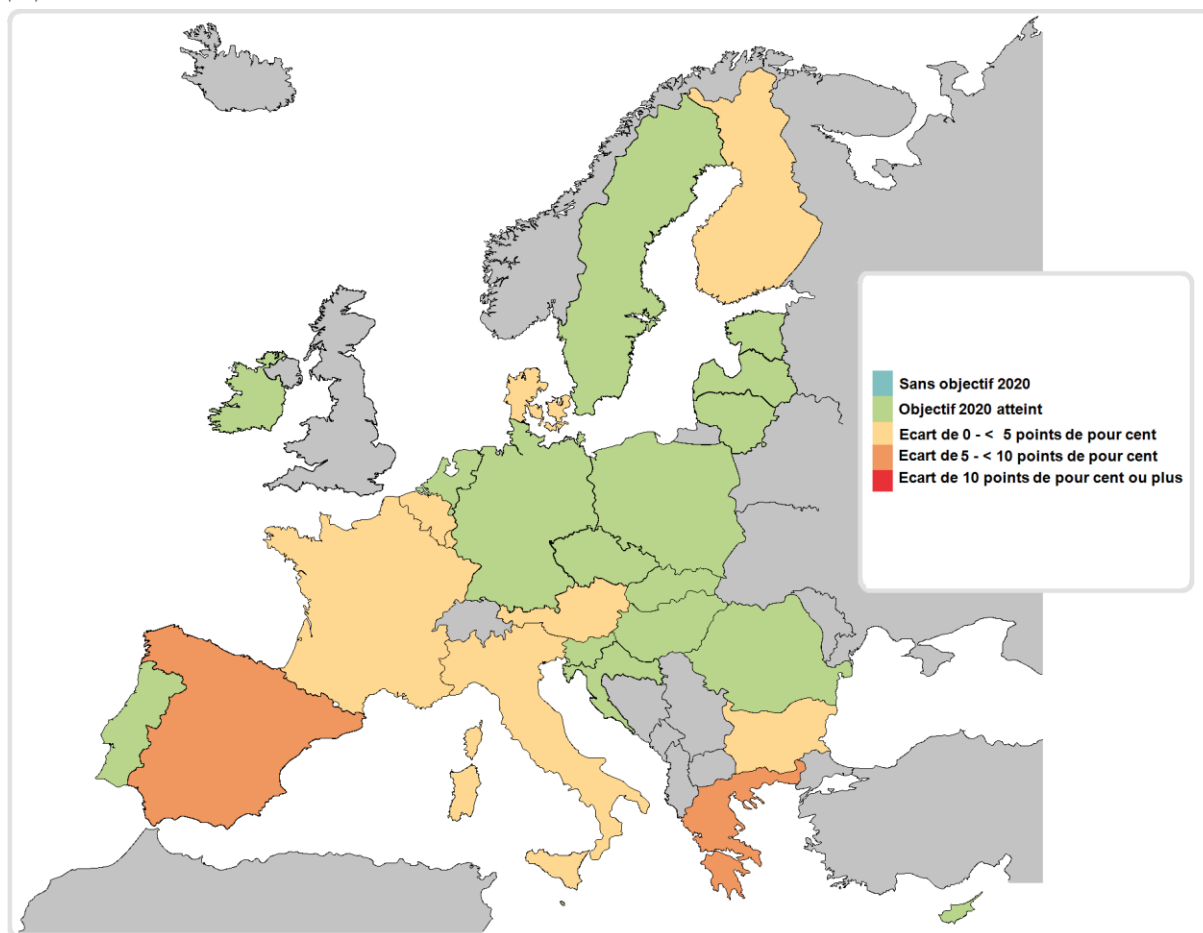 Sans objectif 2020
Objectif 2020 atteint
Ecart de 0 - < 5 points de pour cent
Ecart de 5 - < 10 points de pour cent
Ecart de 10 points de pour cent ou plus